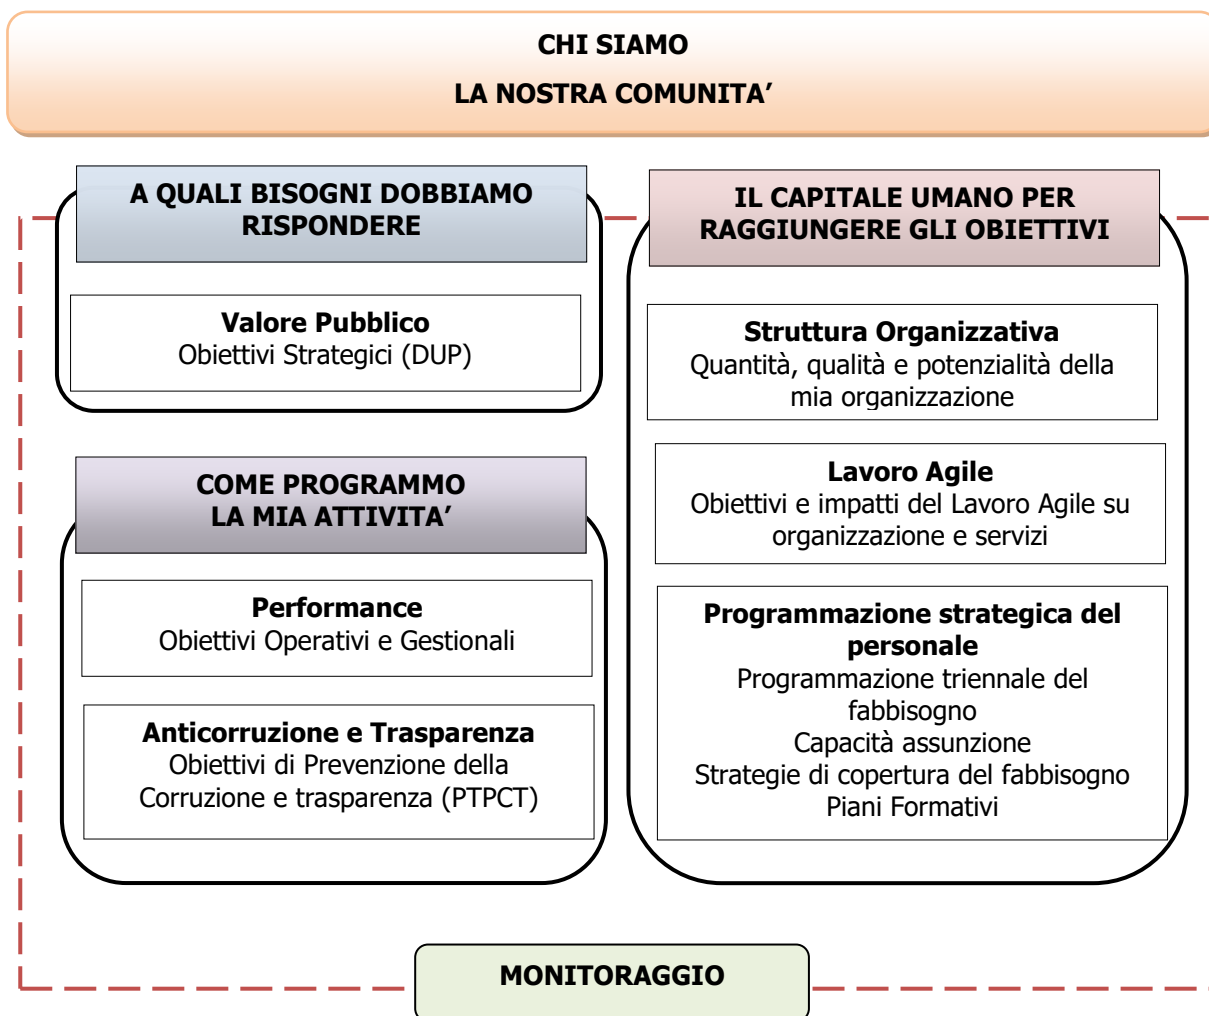 CHI SIAMO
LA NOSTRA COMUNITA’
A QUALI BISOGNI DOBBIAMO
RISPONDERE
Valore Pubblico
Obiettivi Strategici (DUP)
COME PROGRAMMO
LA MIA ATTIVITA’
Performance
Obiettivi Operativi e Gestionali
Anticorruzione e Trasparenza
Obiettivi di Prevenzione della
Corruzione e trasparenza (PTPCT)
IL CAPITALE UMANO PER
RAGGIUNGERE GLI OBIETTIVI
Struttura Organizzativa
Quantità, qualità e potenzialità della
mia organizzazione
Lavoro Agile
Obiettivi e impatti del Lavoro Agile su
organizzazione e servizi
Programmazione strategica del
personale
Programmazione triennale del
fabbisogno
Capacità assunzione
Strategie di copertura del fabbisogno
Piani Formativi
MONITORAGGIO